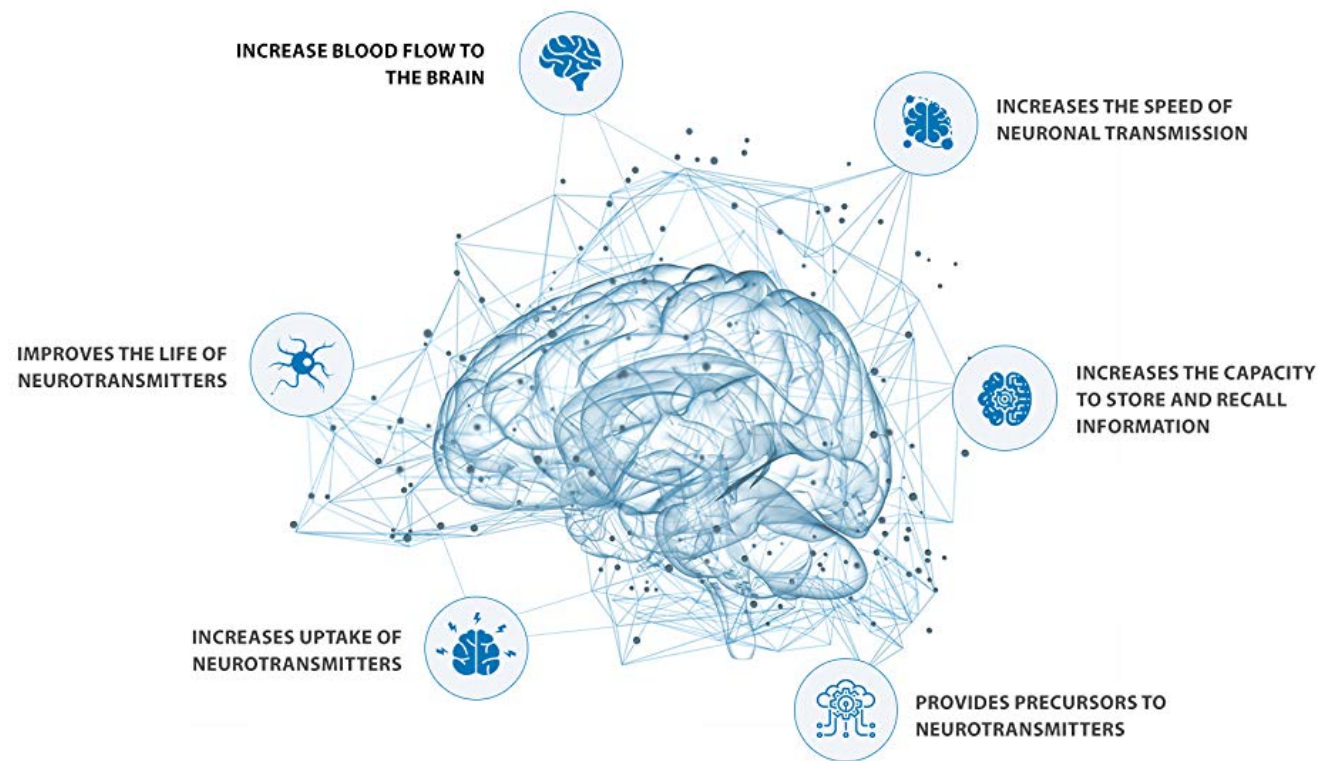 INCREASE BLOOD FLOW TO
THE BRAIN
INCREASES THE SPEED OF
NEURONAL TRANSMISSION
IMPROVES THE LIFE OF
NEUROTRANSMITTERS
INCREASES THE CAPACITY
TO STORE AND RECALL
INFORMATION
INCREASES UPTAKE OF
NEUROTRANSMITTERS
PROVIDES PRECURSORS TO
NEUROTRANSMITTERS